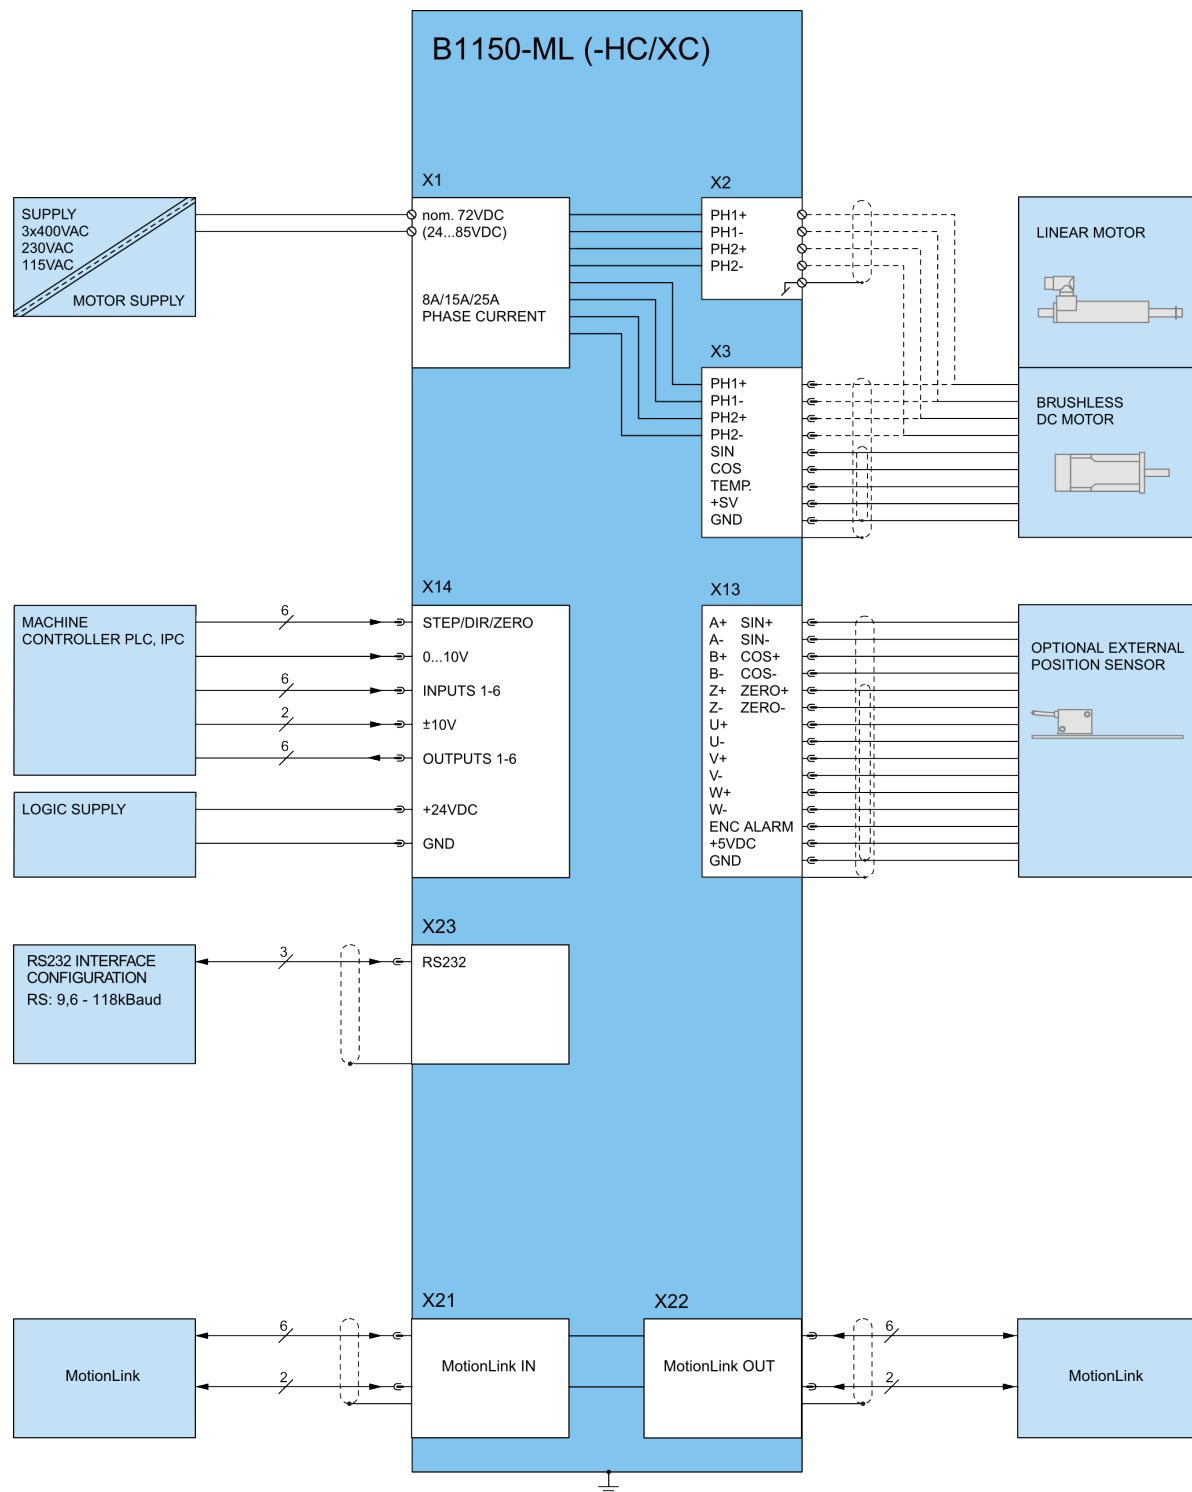 B1150-ML (-HC/XC)
X1
X2
SUPPLY
3x400VAC
230VAC
115VAC
MOTOR SUPPLY
nom. 72VDC
(24...85VDC)
8A/15A/25A
PHASE CURRENT
PH1+
PH1-
PH2+
PH2-
LINEAR MOTOR
X3
PH1+
PH1-
PH2+
PH2-
SIN
COS
TEMP.
+SV
GND
BRUSHLESS
DC MOTOR
X14
X13
MACHINE
CONTROLLER PLC, IPC
6
6
2
6
STEP/DIR/ZERO
0...10V
INPUTS 1-6
±10V
OUTPUTS 1-6
LOGIC SUPPLY
+24VDC
GND
A+ SIN+
A- SIN-
B+ COS+
B- COS-
Z+ ZERO+
Z- ZERO-
U+
U-
V+
V-
W+
W-
ENC ALARM
+5VDC
GND
OPTIONAL EXTERNAL
POSITION SENSOR
X23
RS232 INTERFACE
CONFIGURATION
RS: 9,6 - 118kBaud
3
RS232
X21
X22
MotionLink
6
2
MotionLink IN
MotionLink OUT
6
2
MotionLink